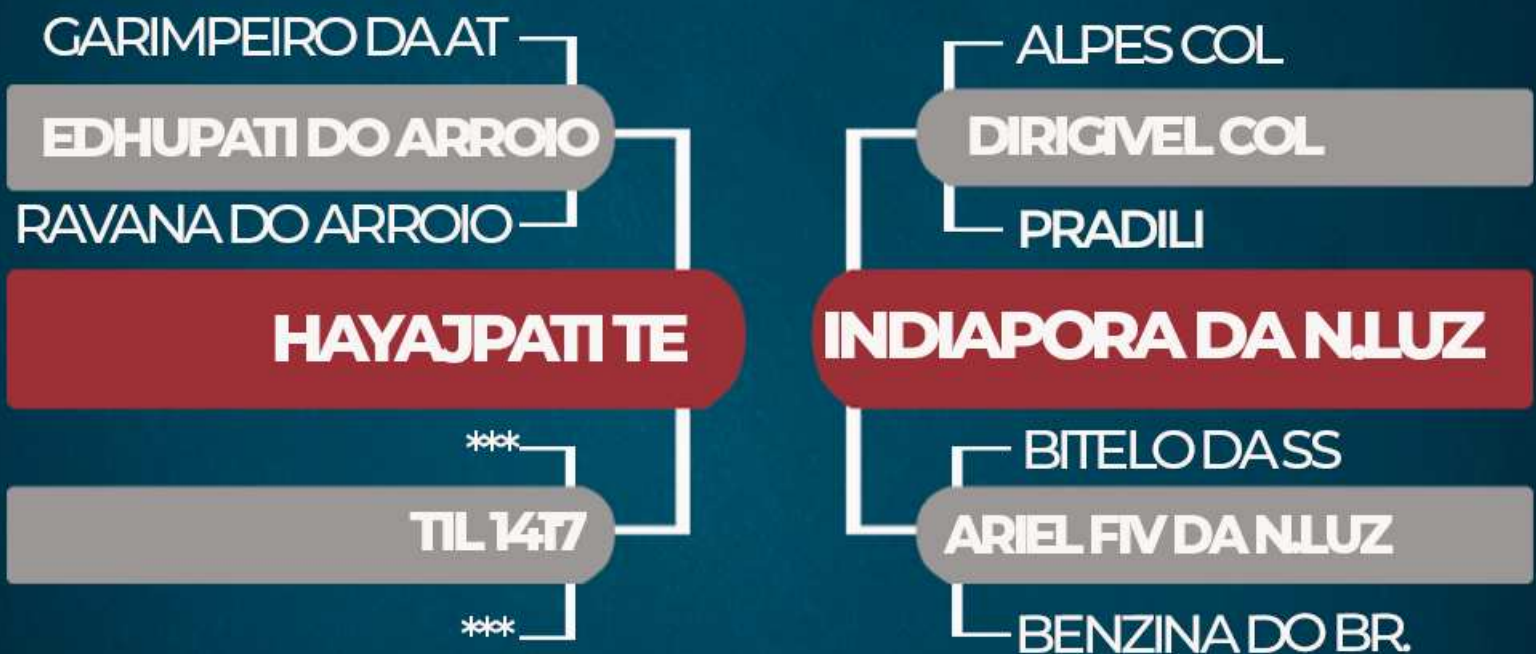 GARIMPEIRO DA AT
EDHUPATI DO ARROIO
RAVANA DO ARROIO
HAYAJPATI TE
***
TIL 14T7
***
ALPES COL
DIRIGIVEL COL
PRADILI
INDIAPORA DA N.LUZ
BITELO DA SS
ARIEL FIV DA N.LUZ
BENZINA DO BR.